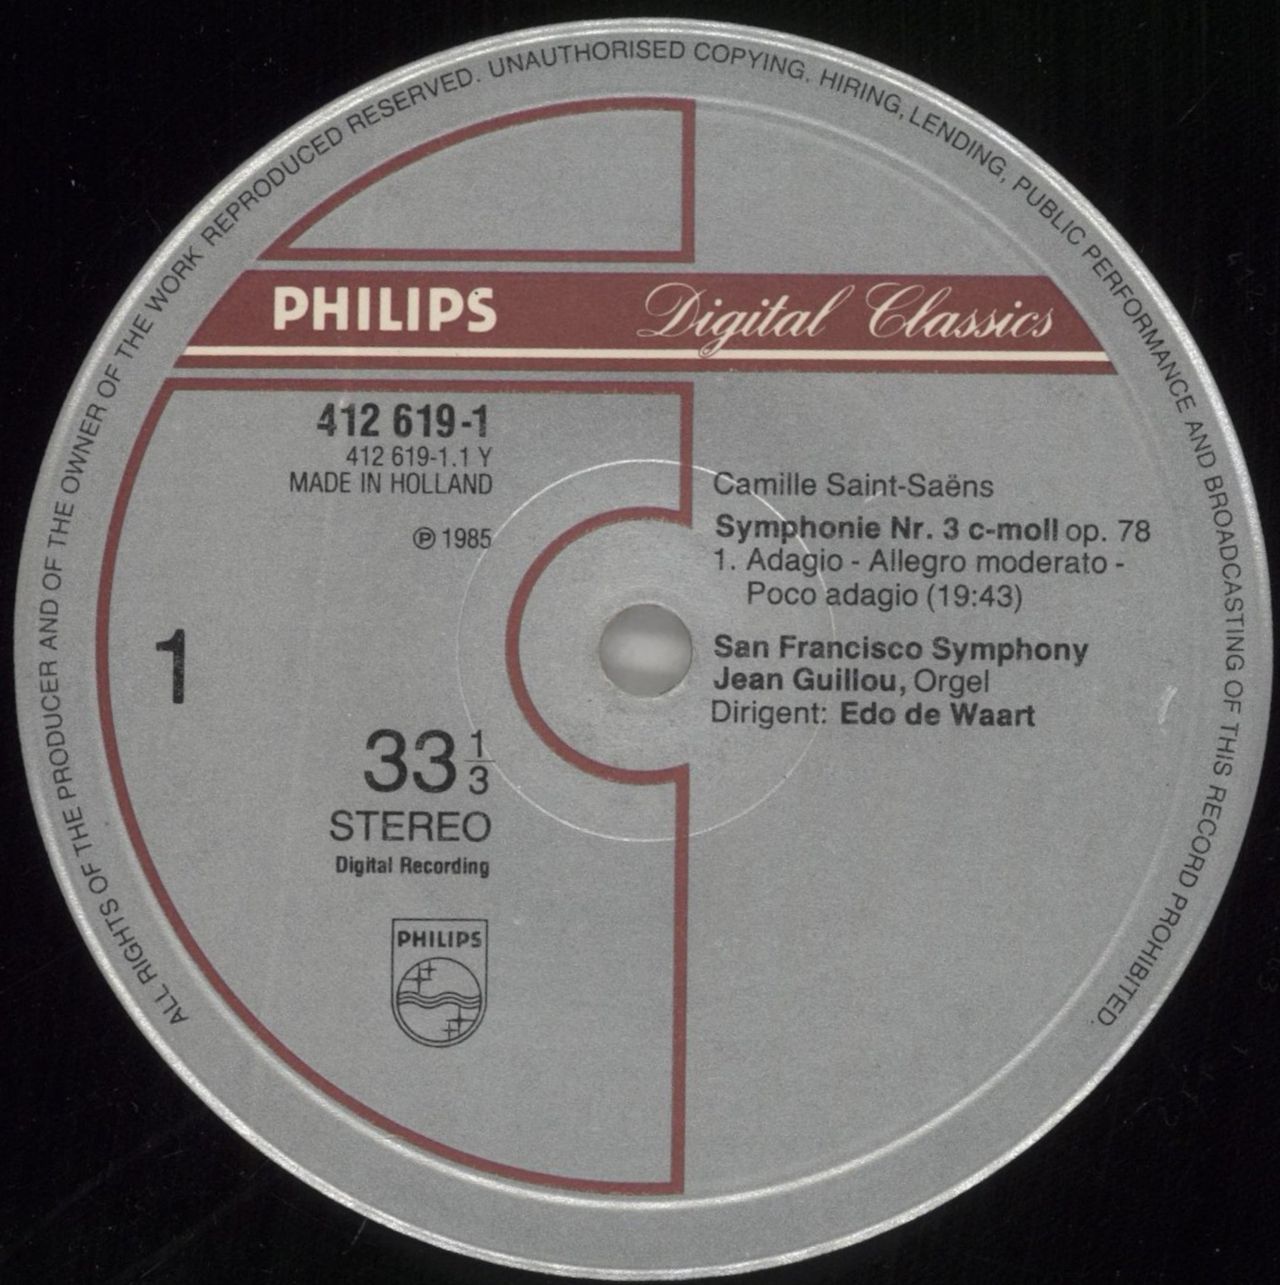 ALL RIGHTS OF THE PRODUCER AND OF THE OWNER OF THE WORK REPRODUCED RESERVED. UNAUTHORISED COPYING, HIRING, LENDING, PUBLIC PERFORMANCE AND BROADCASTING OF THIS RECORD PROHIBITED.
PHILIPS Digital Classics
412 619-1
412 619-1.1 Y
MADE IN HOLLAND
℗ 1985
1
33 1/3
STEREO
Digital Recording
PHILIPS
Camille Saint-Saëns
Symphonie Nr. 3 c-moll op. 78
1. Adagio - Allegro moderato -
Poco adagio (19:43)
San Francisco Symphony
Jean Guillou, Orgel
Dirigent: Edo de Waart